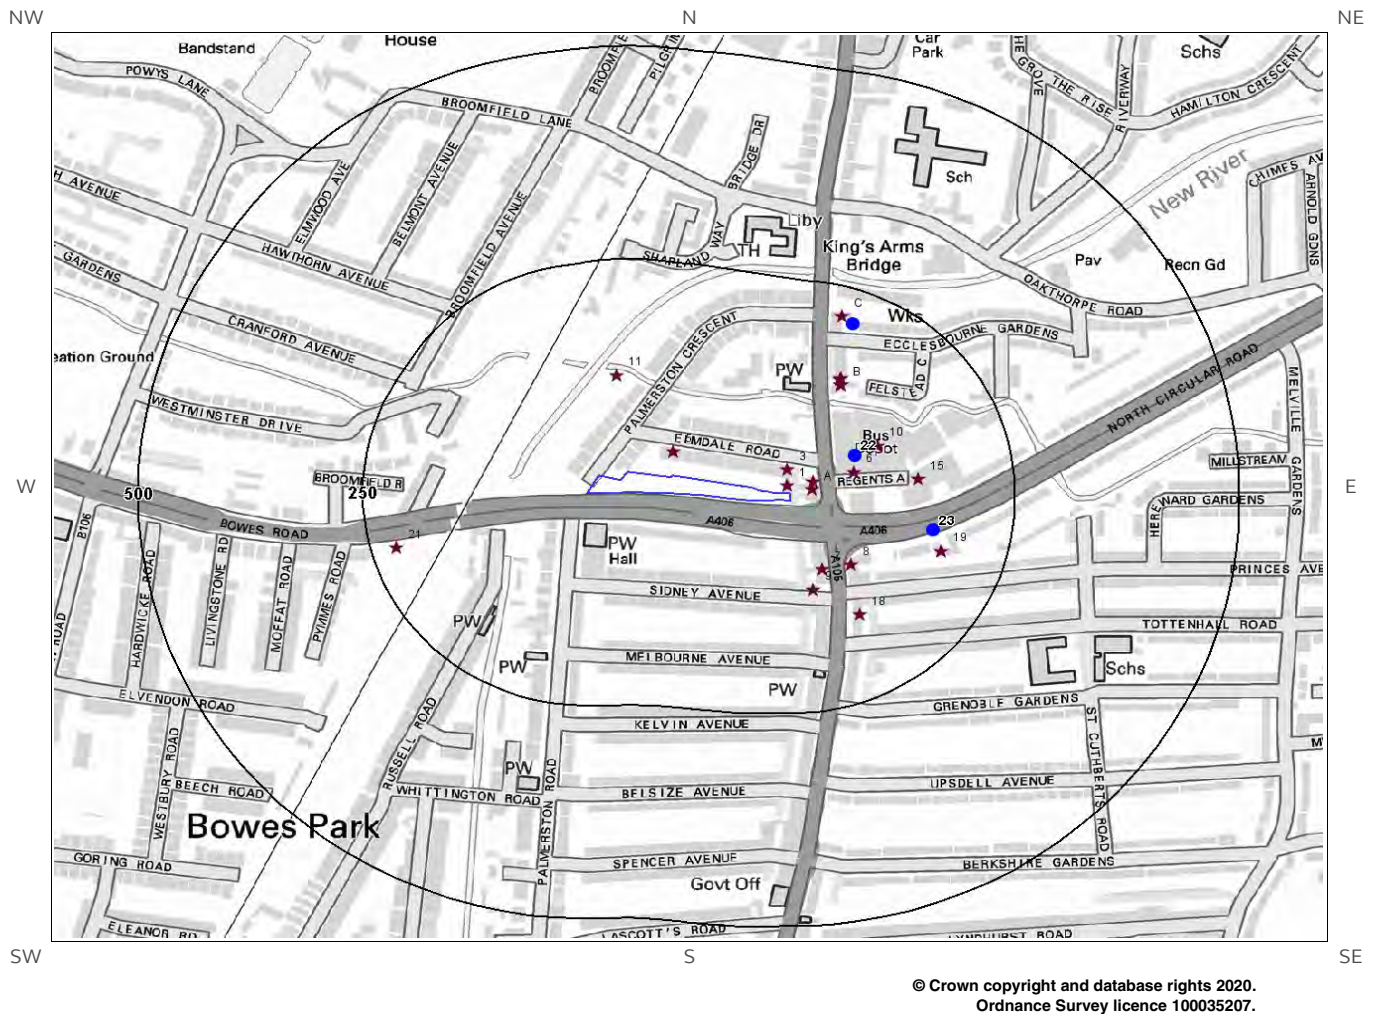 NW
N
NE
Bandstand
House
Car
Park
Schs
POWYS LANE
BROOMFIELD LANE
THE RISE
GROVE
RIVERWAY
HAMILTON CRESCENT
BRIDGE DR
Sch
New River
CHIMES AV
ARNOLD GDNS
H AVENUE
ELMWOOD AVE
BELMONT AVENUE
BROOMFIELD AVENUE
HAWTHORN AVENUE
SHAPLAND WAY
TH
Liby
King's Arms
Bridge
Pav
Recn Gd
GARDENS
OAKTHORPE ROAD
CRANFORD AVENUE
C
Wks
ECCLESBOURNE GARDENS
eation Ground
PALMERSTON CRESCENT
11
PW
B
FELSTE
AD C
NORTH CIRCULAR ROAD
MELVILLE GARDENS
WESTMINSTER DRIVE
Bus
10
22
6
3
1
A
15
REGENTS A
MILLSTREAM
BROOMFIELD R
W
500
250
E
HEREWARD GARDENS
B106
BOWES ROAD
A406
A406
23
21
PW
Hall
8
19
A105
PRINCES AVE
HARDWICKE ROAD
LIVINGSTONE RD
MOFFAT ROAD
PYMMES ROAD
SIDNEY AVENUE
18
TOTTENHALL ROAD
PW
ROAD
MELBOURNE AVENUE
PW
PW
Schs
ELVENDON ROAD
GRENOBLE GARDENS
KELVIN AVENUE
ST CUTHBERTS ROAD
RUSSELL ROAD
WESTBURY ROAD
BEECH ROAD
PW
WHITTINGTON ROAD
PALMERSTON ROAD
BELSIZE AVENUE
UPSDELL AVENUE
Bowes Park
GORING ROAD
SPENCER AVENUE
BERKSHIRE GARDENS
Govt Off
ELEANOR RD
ASCOTT'S ROAD
LYNDHURST ROAD
SW
S
SE
© Crown copyright and database rights 2020.
Ordnance Survey licence 100035207.